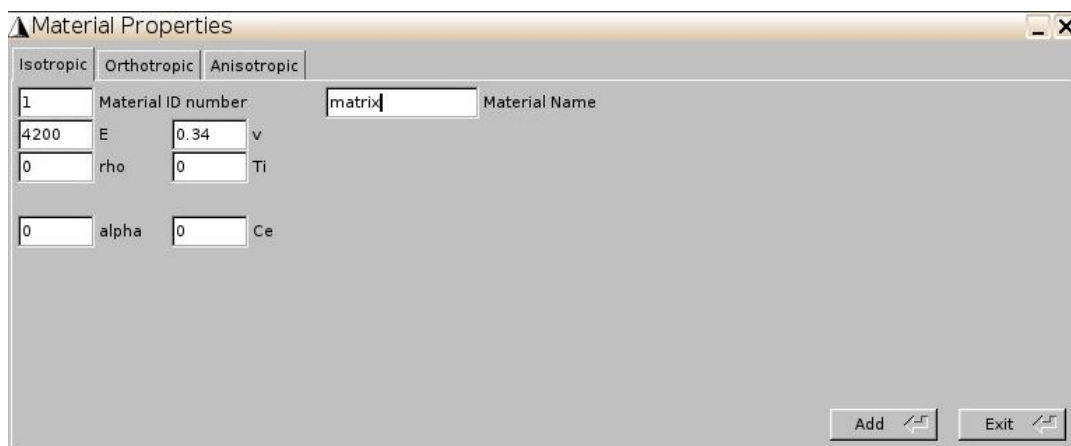 Material Properties
Isotropic Orthotropic Anisotropic
1 Material ID number matrix Material Name
4200 E 0.34 v
0 rho 0 Ti
0 alpha 0 Ce
Add Exit